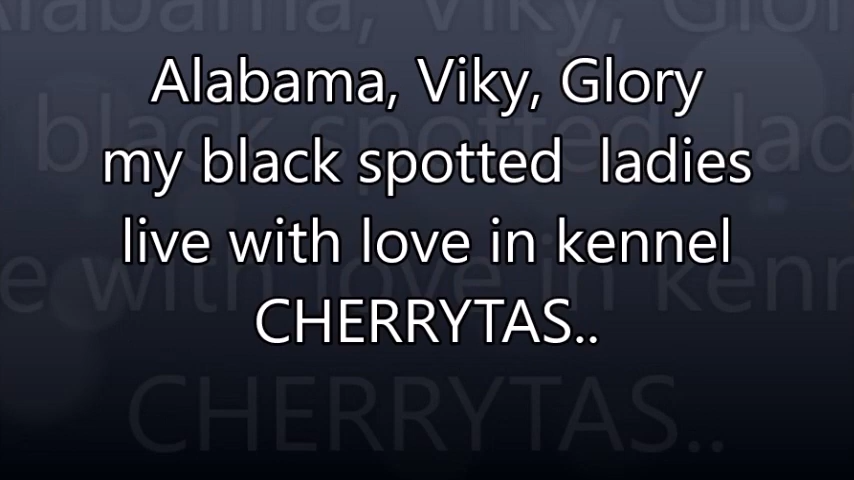 Alabama, Viky, Glory
my black spotted  ladies
live with love in kennel
CHERRYTAS..